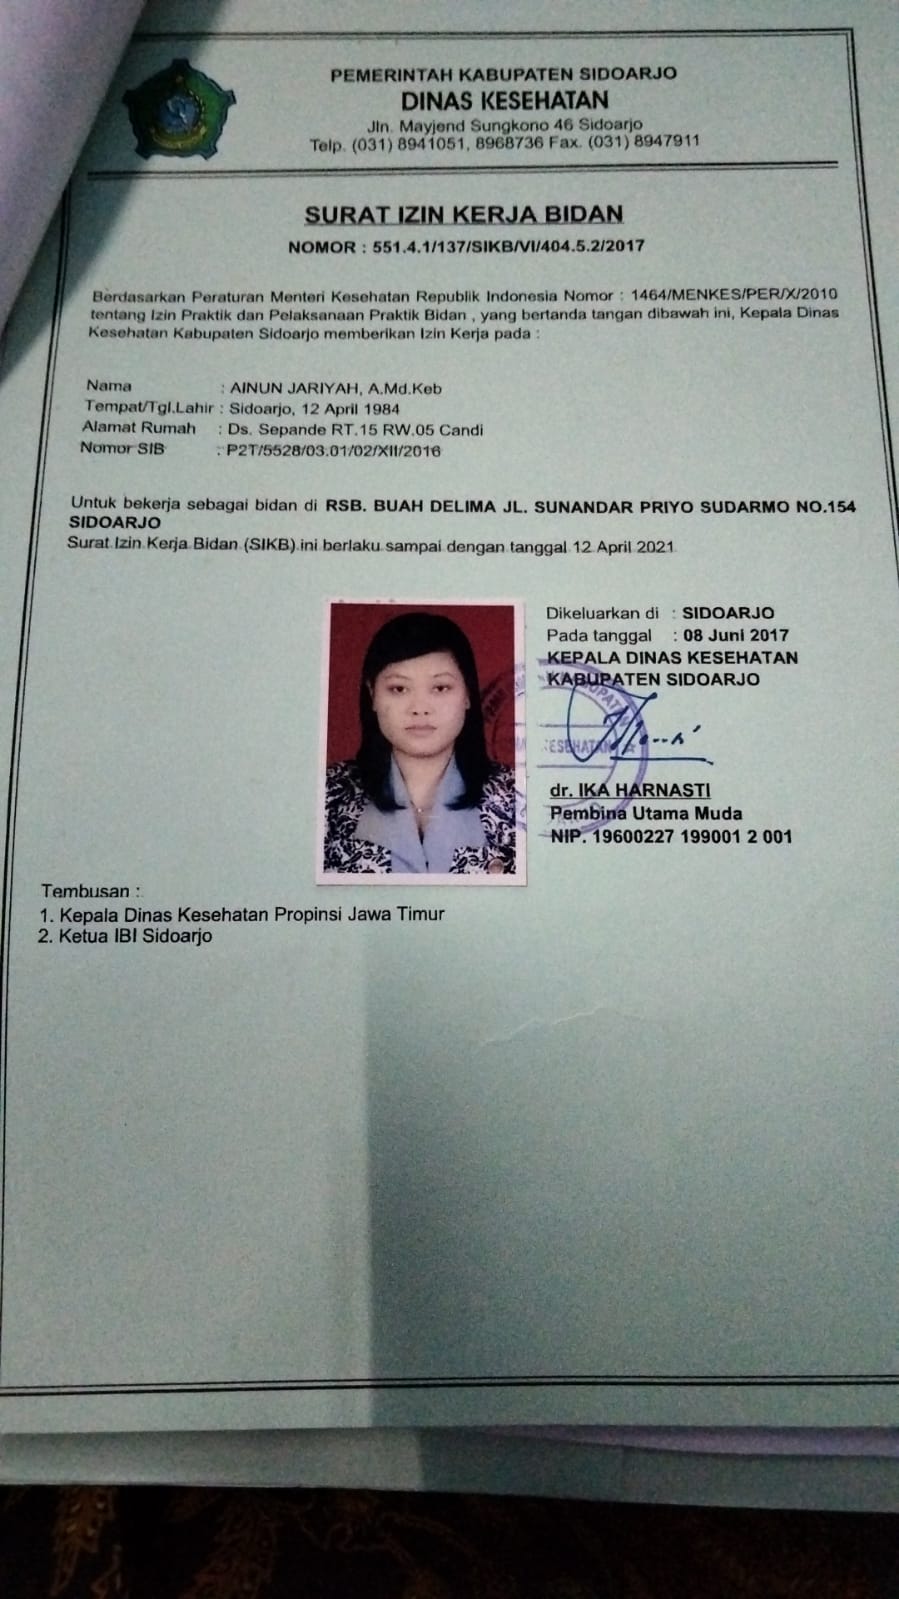 PEMERINTAH KABUPATEN SIDOARJO
DINAS KESEHATAN
Jln. Mayjend Sungkono 46 Sidoarjo
Telp. (031) 8941051, 8968736 Fax. (031) 8947911
SURAT IZIN KERJA BIDAN
NOMOR : 551.4.1/137/SIKB/VI/404.5.2/2017
Berdasarkan Peraturan Menteri Kesehatan Republik Indonesia Nomor : 1464/MENKES/PER/X/2010
tentang Izin Praktik dan Pelaksanaan Praktik Bidan , yang bertanda tangan dibawah ini, Kepala Dinas
Kesehatan Kabupaten Sidoarjo memberikan Izin Kerja pada :
Nama : AINUN JARIYAH, A.Md.Keb
Tempat/Tgl.Lahir : Sidoarjo, 12 April 1984
Alamat Rumah : Ds. Sepande RT.15 RW.05 Candi
Nomor SIB : P2T/5528/03.01/02/XII/2016
Untuk bekerja sebagai bidan di RSB. BUAH DELIMA JL. SUNANDAR PRIYO SUDARMO NO.154
SIDOARJO
Surat Izin Kerja Bidan (SIKB) ini berlaku sampai dengan tanggal 12 April 2021
Dikeluarkan di : SIDOARJO
Pada tanggal : 08 Juni 2017
KEPALA DINAS KESEHATAN
KABUPATEN SIDOARJO
KESEHATAN
dr. IKA HARNASTI
Pembina Utama Muda
NIP. 19600227 199001 2 001
Tembusan :
1. Kepala Dinas Kesehatan Propinsi Jawa Timur
2. Ketua IBI Sidoarjo